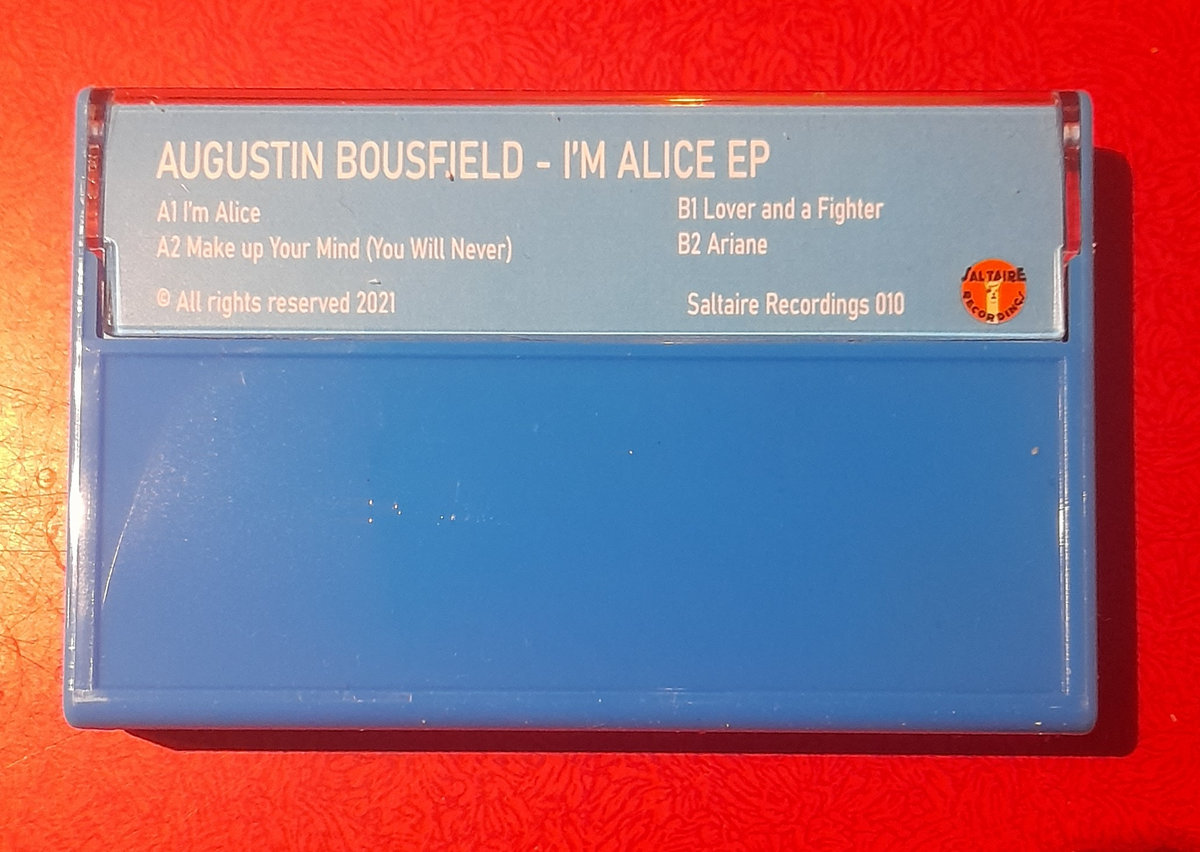 AUGUSTIN BOUSFIELD - I'M ALICE EP
A1 I'm Alice
A2 Make up Your Mind (You Will Never)
B1 Lover and a Fighter
B2 Ariane
© All rights reserved 2021
Saltaire Recordings 010
SALTAIRE
RECORDINGS